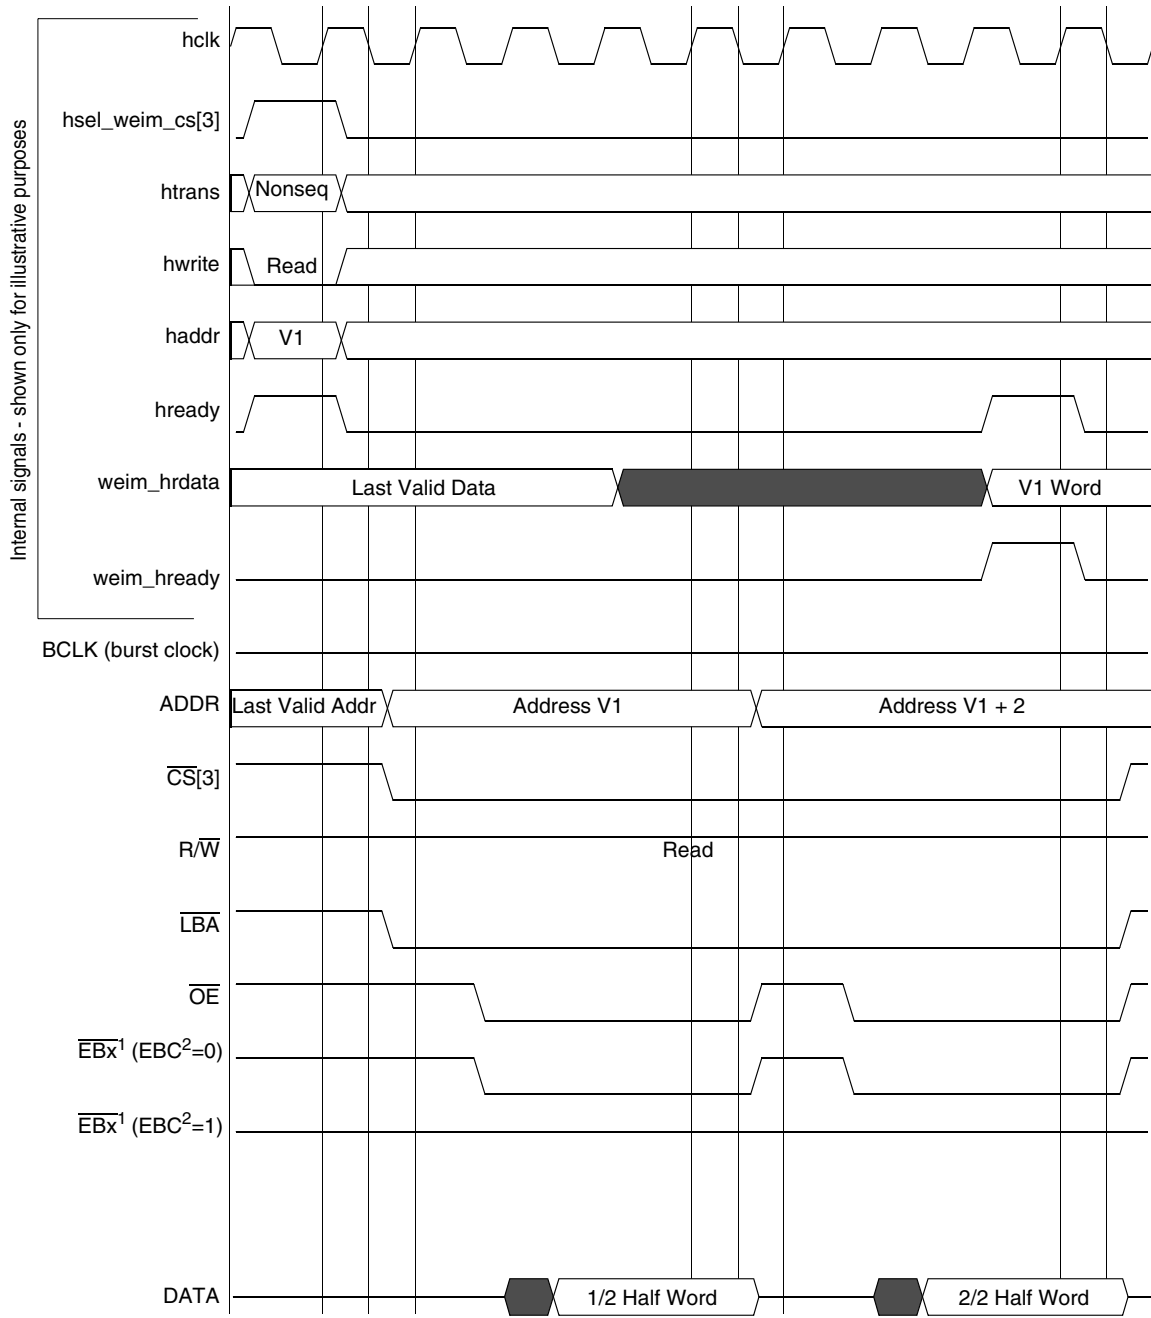 Internal signals - shown only for illustrative purposes
hclk
hsel_weim_cs[3]
htrans
Nonseq
hwrite
Read
haddr
V1
hready
weim_hrdata
Last Valid Data
V1 Word
weim_hready
BCLK (burst clock)
ADDR
Last Valid Addr
Address V1
Address V1 + 2
CS[3]
R/W
Read
LBA
OE
EBx¹ (EBC²=0)
EBx¹ (EBC²=1)
DATA
1/2 Half Word
2/2 Half Word